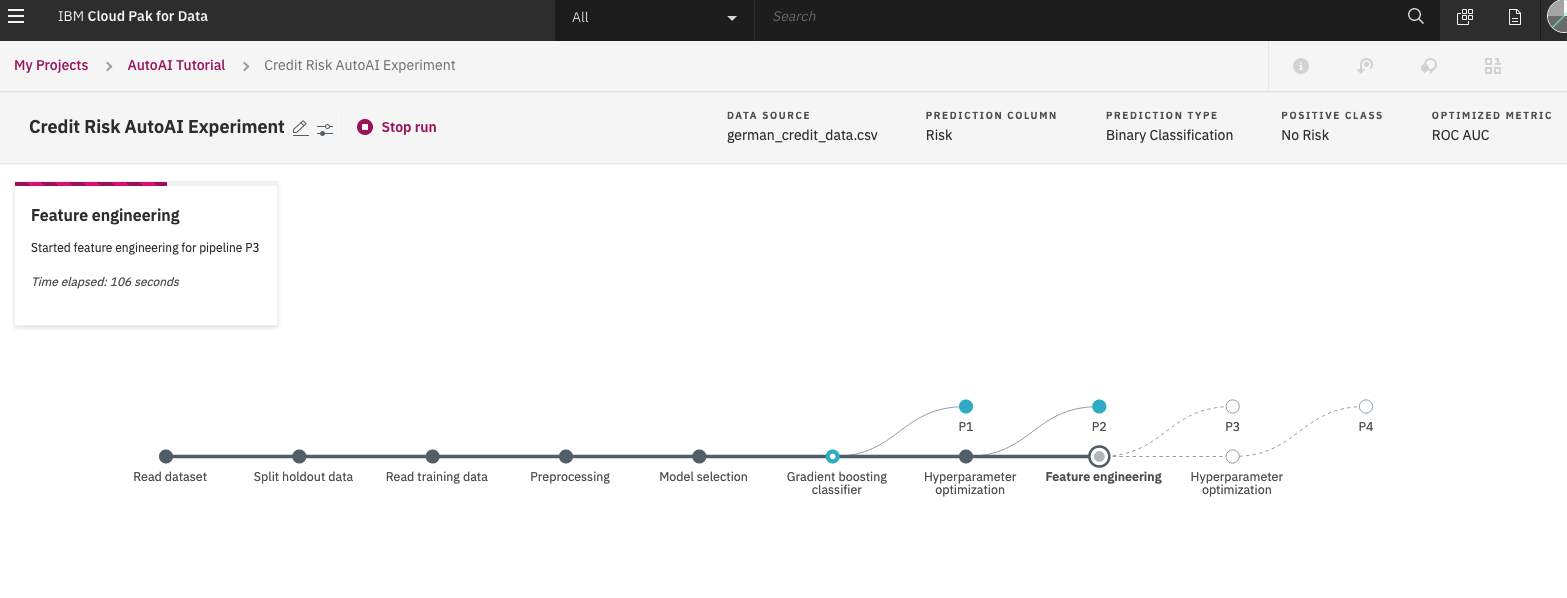 IBM Cloud Pak for Data
All
Search
My Projects
AutoAI Tutorial
Credit Risk AutoAI Experiment
Credit Risk AutoAI Experiment
Stop run
DATA SOURCE
german_credit_data.csv
PREDICTION COLUMN
Risk
PREDICTION TYPE
Binary Classification
POSITIVE CLASS
No Risk
OPTIMIZED METRIC
ROC AUC
Feature engineering
Started feature engineering for pipeline P3
Time elapsed: 106 seconds
P1
P2
P3
P4
Read dataset
Split holdout data
Read training data
Preprocessing
Model selection
Gradient boosting
classifier
Hyperparameter
optimization
Feature engineering
Hyperparameter
optimization